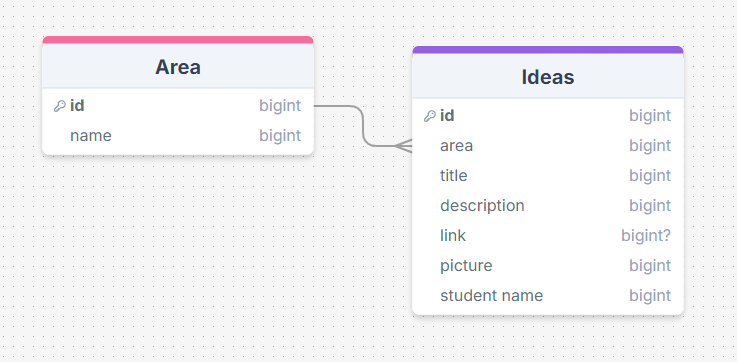 Area
id bigint
name bigint
Ideas
id bigint
area bigint
title bigint
description bigint
link bigint?
picture bigint
student name bigint